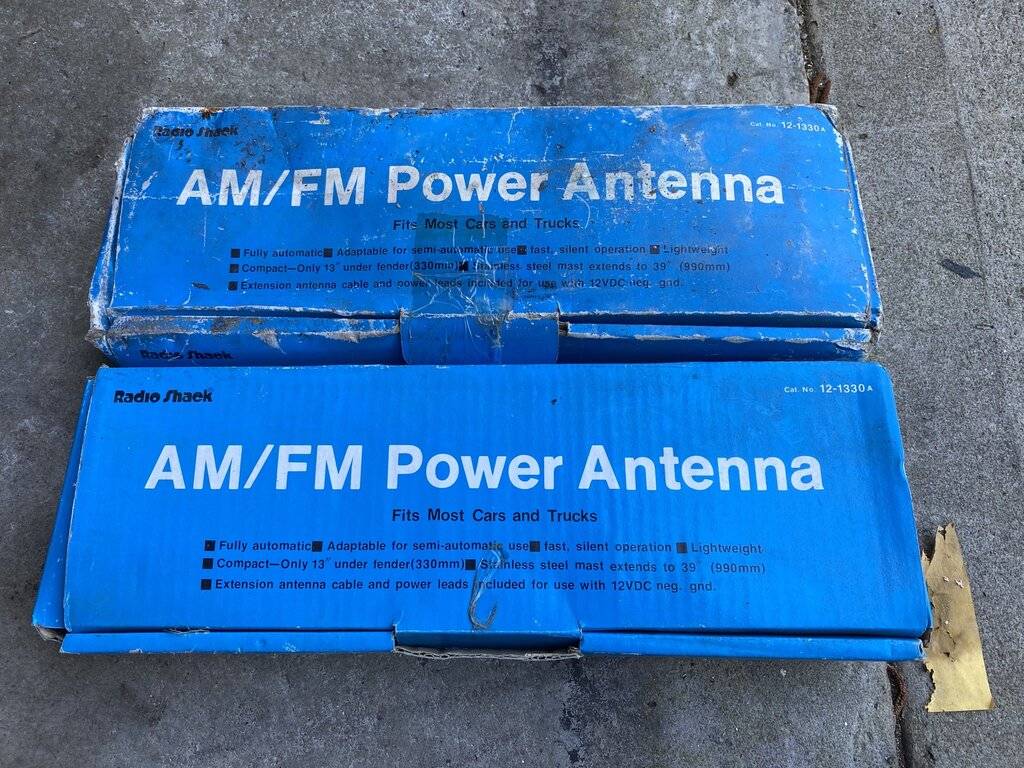 Radio Shack
Cat. No. 12-1330A
AM/FM Power Antenna
Fits Most Cars and Trucks
■ Fully automatic ■ Adaptable for semi-automatic use ■ fast, silent operation ■ Lightweight
■ Compact—Only 13" under fender(330mm) ■ Stainless steel mast extends to 39" (990mm)
■ Extension antenna cable and power leads included for use with 12VDC neg. gnd.
Radio Shack
Radio Shack
Cat. No. 12-1330A
AM/FM Power Antenna
Fits Most Cars and Trucks
■ Fully automatic ■ Adaptable for semi-automatic use ■ fast, silent operation ■ Lightweight
■ Compact—Only 13" under fender(330mm) ■ Stainless steel mast extends to 39" (990mm)
■ Extension antenna cable and power leads included for use with 12VDC neg. gnd.